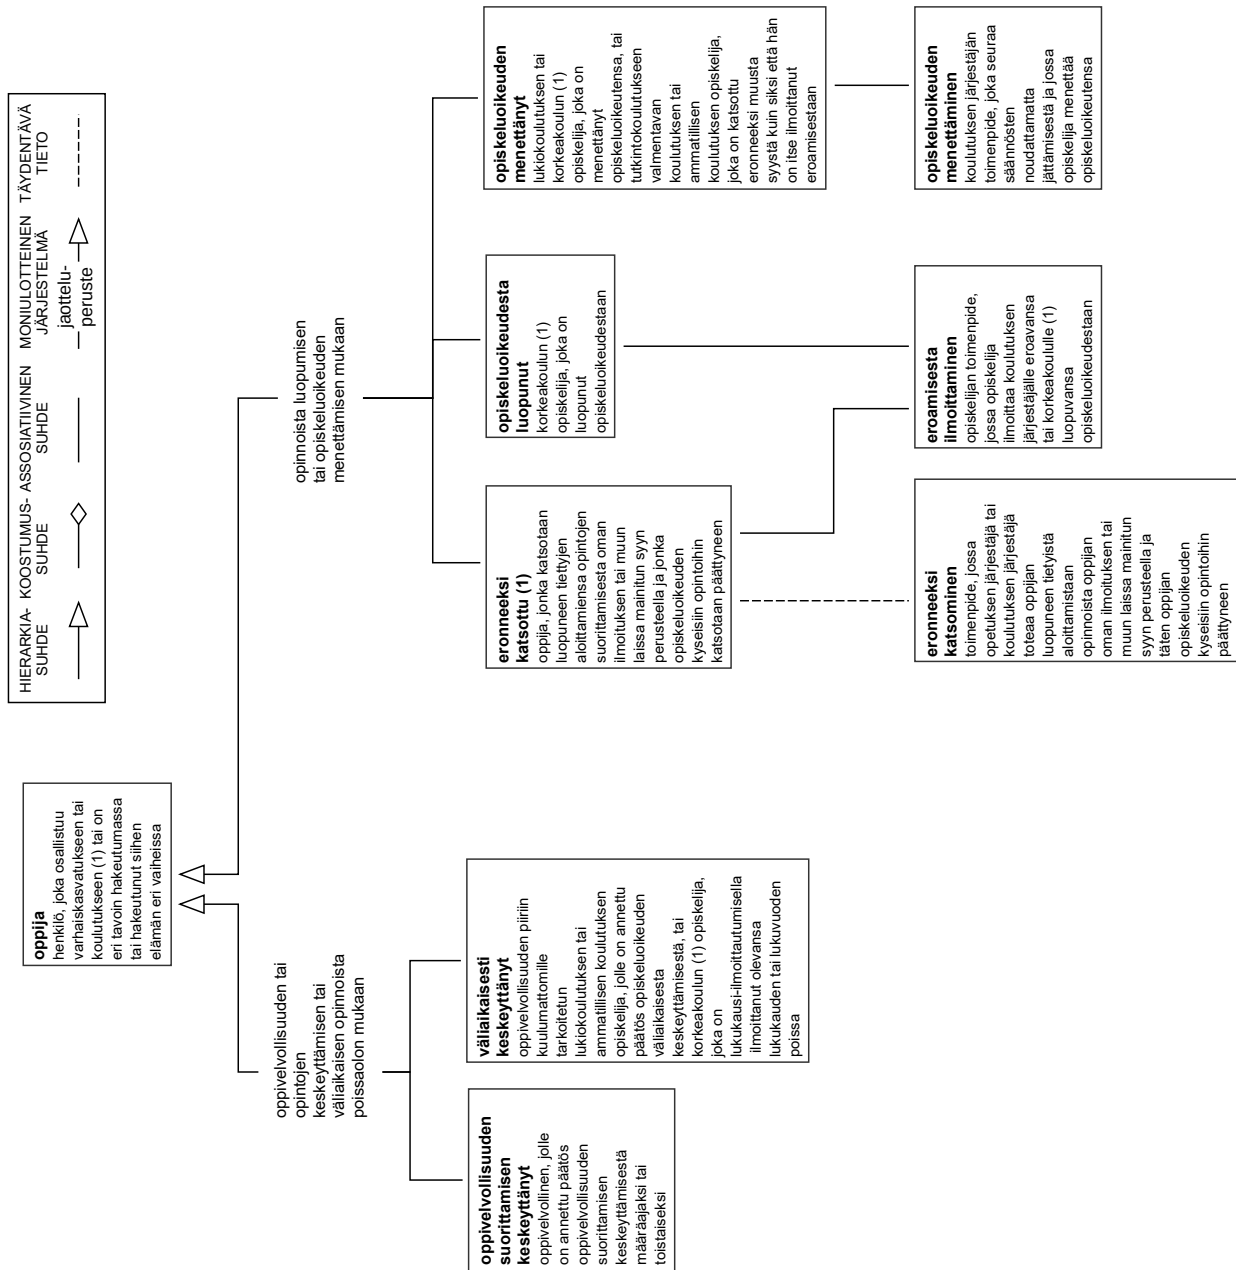 HIERARKIA-
SUHDE
KOOSTUMUS-
SUHDE
ASSOSIATIIVINEN
SUHDE
MONIULOTTEINEN
JÄRJESTELMÄ
jaottelu-
peruste
TÄYDENTÄVÄ
TIETO
oppija
henkilö, joka osallistuu
varhaiskasvatukseen tai
koulutukseen (1) tai on
eri tavoin hakeutumassa
tai hakeutunut siihen
elämän eri vaiheissa
oppivelvollisuuden tai
opintojen
keskeyttämisen tai
väliaikaisen opinnoista
poissaolon mukaan
opinnoista luopumisen
tai opiskeluoikeuden
menettämisen mukaan
oppivelvollisuuden
suorittamisen
keskeyttänyt
oppivelvollinen, jolle
on annettu päätös
oppivelvollisuuden
suorittamisen
keskeyttämisestä
määräajaksi tai
toistaiseksi
väliaikaisesti
keskeyttänyt
oppivelvollisuuden piiriin
kuulumattomille
tarkoitetun
lukiokoulutuksen tai
ammatillisen koulutuksen
opiskelija, jolle on annettu
päätös opiskeluoikeuden
väliaikaisesta
keskeyttämisestä, tai
korkeakoulun (1) opiskelija,
joka on
lukukausi-ilmoittautumisella
ilmoittanut olevansa
lukukauden tai lukuvuoden
poissa
eronneeksi
katsottu (1)
oppija, jonka katsotaan
luopuneen tiettyjen
aloittamiensa opintojen
suorittamisesta oman
ilmoituksen tai muun
laissa mainitun syyn
perusteella ja jonka
opiskeluoikeuden
kyseisiin opintoihin
katsotaan päättyneen
opiskeluoikeudesta
luopunut
korkeakoulun (1)
opiskelija, joka on
luopunut
opiskeluoikeudestaan
opiskeluoikeuden
menettänyt
lukiokoulutuksen tai
korkeakoulun (1)
opiskelija, joka on
menettänyt
opiskeluoikeutensa, tai
tutkintokoulutukseen
valmentavan
koulutuksen tai
ammatillisen
koulutuksen opiskelija,
joka on katsottu
eronneeksi muusta
syystä kuin siksi että hän
on itse ilmoittanut
eroamisestaan
eronneeksi
katsominen
toimenpide, jossa
opetuksen järjestäjä tai
koulutuksen järjestäjä
toteaa oppijan
luopuneen tietyistä
aloittamistaan
opinnoista oppijan
oman ilmoituksen tai
muun laissa mainitun
syyn perusteella ja
täten oppijan
opiskeluoikeuden
kyseisiin opintoihin
päättyneen
eroamisesta
ilmoittaminen
opiskelijan toimenpide,
jossa opiskelija
ilmoittaa koulutuksen
järjestäjälle eroavansa
tai korkeakoululle (1)
luopuvansa
opiskeluoikeudestaan
opiskeluoikeuden
menettäminen
koulutuksen järjestäjän
toimenpide, joka seuraa
säännösten
noudattamatta
jättämisestä ja jossa
opiskelija menettää
opiskeluoikeutensa